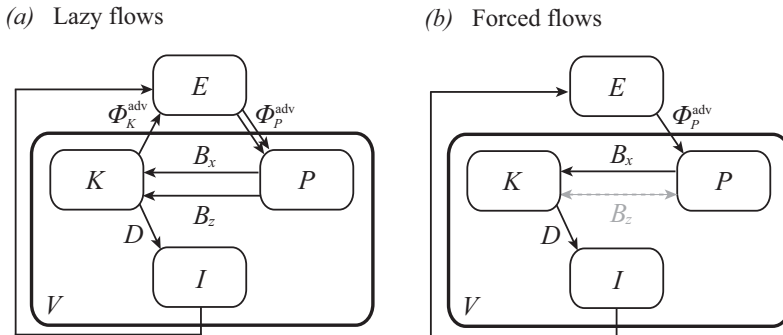 (a) Lazy flows
(b) Forced flows
E
Φ_K^adv
Φ_P^adv
K
B_x
P
B_z
D
I
V
E
Φ_P^adv
K
B_x
P
B_z
D
I
V